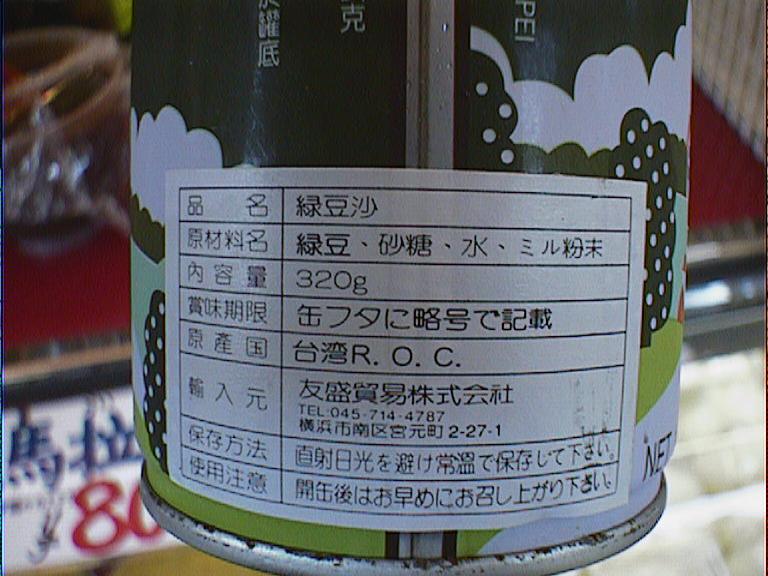 罐底
克
PEI
品名 緑豆沙
原材料名 緑豆、砂糖、水、ミル粉末
内容量 320g
賞味期限 缶フタに略号で記載
原産国 台湾R.O.C.
輸入元 友盛貿易株式会社
TEL·045-714-4787
横浜市南区宮元町2-27-1
保存方法 直射日光を避け常温で保存して下さい。
使用注意 開缶後はお早めにお召し上がり下さい。
NET
馬拉
¥80